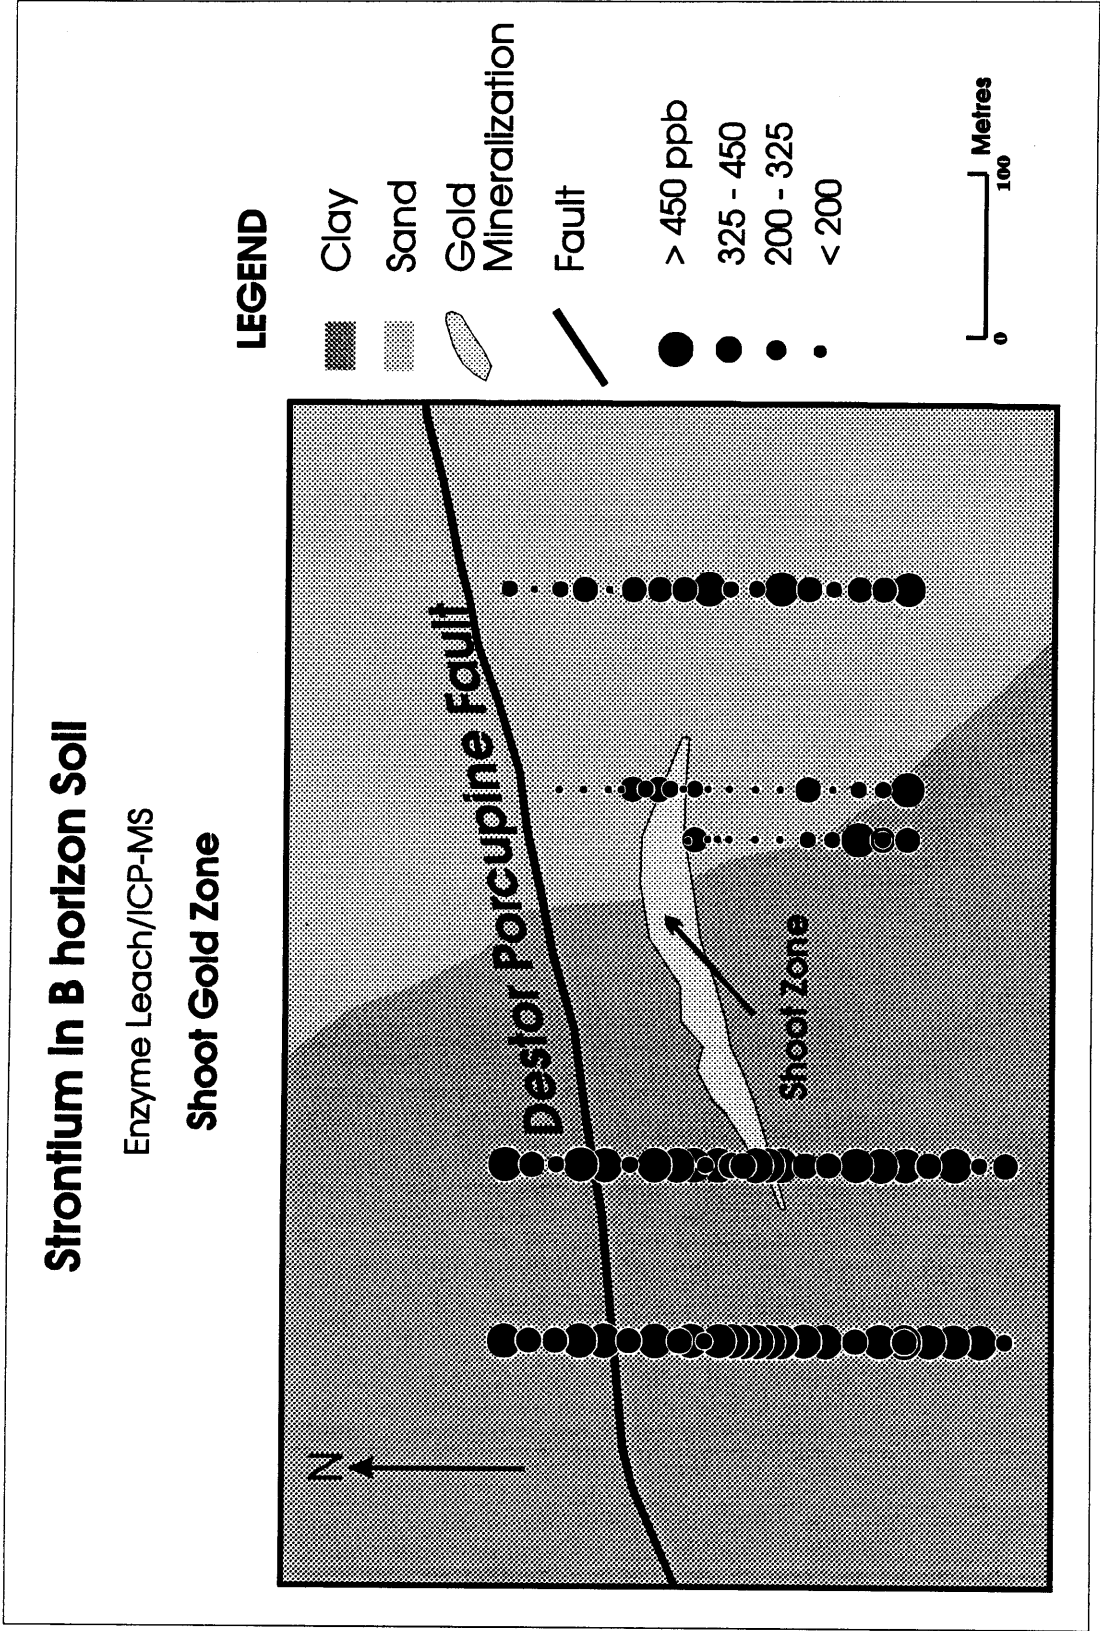 Strontium in B horizon Soil
Enzyme Leach/ICP-MS
Shoot Gold Zone
N
Destor Porcupine Fault
Shoot Zone
LEGEND
Clay
Sand
Gold
Mineralization
Fault
> 450 ppb
325 - 450
200 - 325
< 200
0 100 Metres